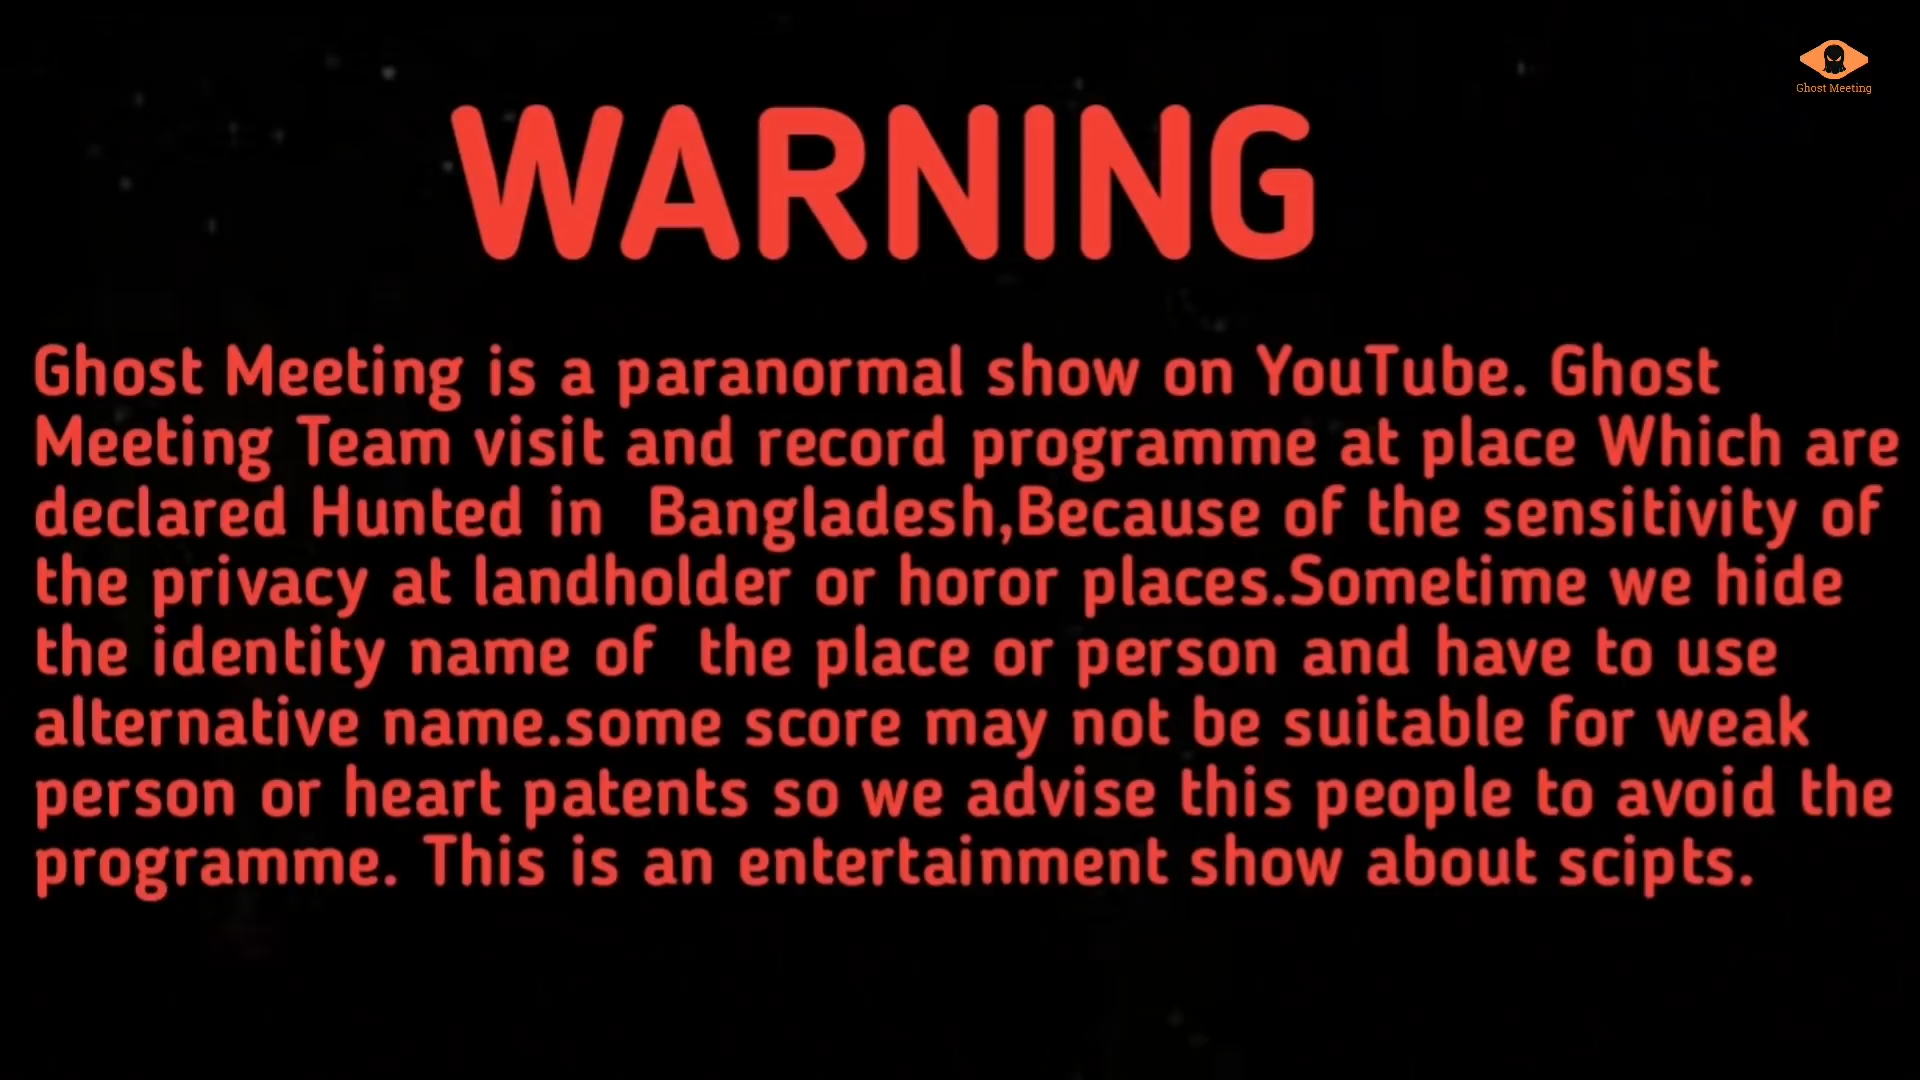 Ghost Meeting
WARNING
Ghost Meeting is a paranormal show on YouTube. Ghost
Meeting Team visit and record programme at place Which are
declared Hunted in  Bangladesh,Because of the sensitivity of
the privacy at landholder or horor places.Sometime we hide
the identity name of  the place or person and have to use
alternative name.some score may not be suitable for weak
person or heart patents so we advise this people to avoid the
programme. This is an entertainment show about scipts.